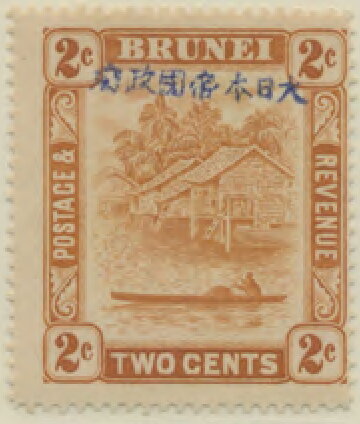 2c BRUNEI 2c
大日本帝國政府
POSTAGE &
REVENUE
2c TWO CENTS 2c